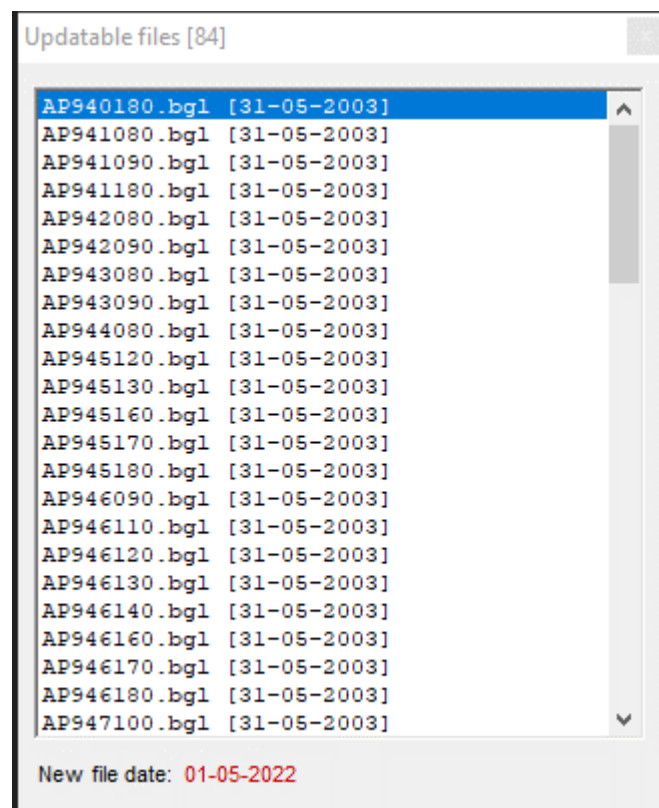 Updatable files [84]
AP940180.bgl [31-05-2003]
AP941080.bgl [31-05-2003]
AP941090.bgl [31-05-2003]
AP941180.bgl [31-05-2003]
AP942080.bgl [31-05-2003]
AP942090.bgl [31-05-2003]
AP943080.bgl [31-05-2003]
AP943090.bgl [31-05-2003]
AP944080.bgl [31-05-2003]
AP945120.bgl [31-05-2003]
AP945130.bgl [31-05-2003]
AP945160.bgl [31-05-2003]
AP945170.bgl [31-05-2003]
AP945180.bgl [31-05-2003]
AP946090.bgl [31-05-2003]
AP946110.bgl [31-05-2003]
AP946120.bgl [31-05-2003]
AP946130.bgl [31-05-2003]
AP946140.bgl [31-05-2003]
AP946160.bgl [31-05-2003]
AP946170.bgl [31-05-2003]
AP946180.bgl [31-05-2003]
AP947100.bgl [31-05-2003]
New file date: 01-05-2022